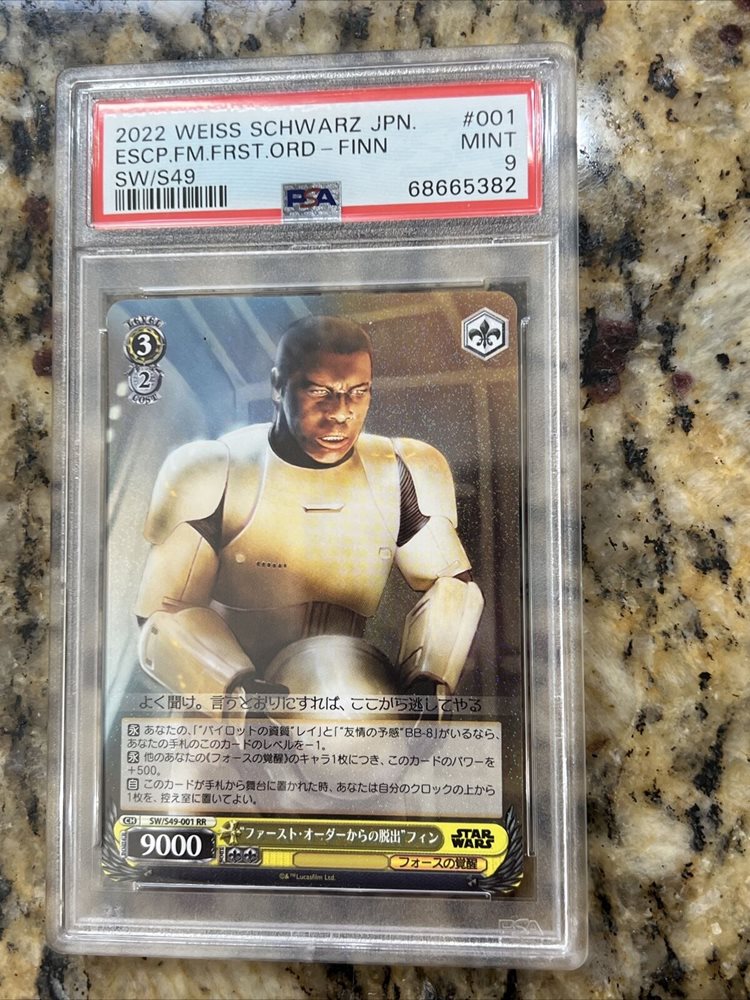 2022 WEISS SCHWARZ JPN. #001
ESCP.FM.FRST.ORD - FINN MINT
SW/S49 9
PSA 68665382
LEVEL
3
2
COST
よく聞け。言うとおりにすれば、ここから逃してやる
永 あなたの、「“パイロットの資質”レイ」と「“友情の予感”BB-8」がいるなら、
あなたの手札のこのカードのレベルを-1。
永 他のあなたの《フォースの覚醒》のキャラ1枚につき、このカードのパワーを
+500。
自 このカードが手札から舞台に置かれた時、あなたは自分のクロックの上から
1枚を、控え室に置いてよい。
CH SW/S49-001 RR
9000 “ファースト・オーダーからの脱出”フィン STAR WARS
フォースの覚醒
©&™Lucasfilm Ltd.
PSA